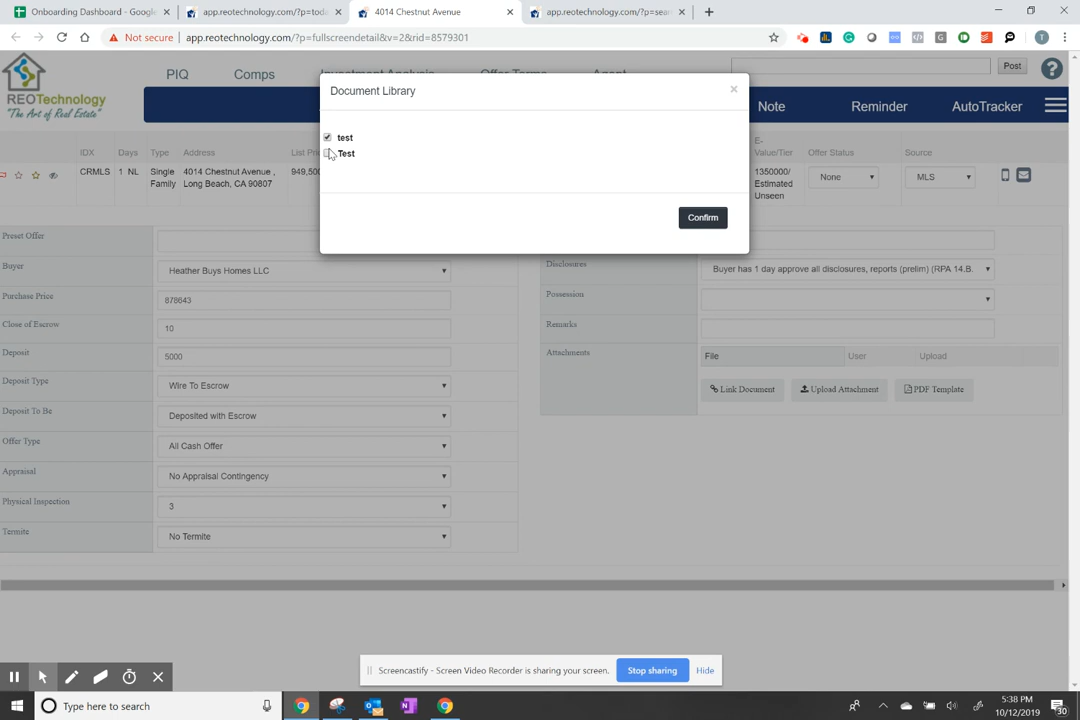 Onboarding Dashboard - Google
app.reotechnology.com/?p=toda
4014 Chestnut Avenue
app.reotechnology.com/?p=sear
Not secure
app.reotechnology.com/?p=fullscreendetail&v=2&rid=8579301
PIQ
Comps
Investment Analysis
Offer Terms
Agent
Post
REOTechnology
"The Art of Real Estate"
Note
Reminder
AutoTracker
Document Library
test
Test
Confirm
IDX
Days
Type
Address
List Pri
E-Value/Tier
Offer Status
Source
CRMLS
1 NL
Single Family
4014 Chestnut Avenue , Long Beach, CA 90807
949,500
1350000/ Estimated Unseen
None
MLS
Preset Offer
Buyer
Heather Buys Homes LLC
Purchase Price
878643
Close of Escrow
10
Deposit
5000
Deposit Type
Wire To Escrow
Deposit To Be
Deposited with Escrow
Offer Type
All Cash Offer
Appraisal
No Appraisal Contingency
Physical Inspection
3
Termite
No Termite
Disclosures
Buyer has 1 day approve all disclosures, reports (prelim) (RPA 14.B.
Possession
Remarks
Attachments
File
User
Upload
Link Document
Upload Attachment
PDF Template
Screencastify - Screen Video Recorder is sharing your screen.
Stop sharing
Hide
Type here to search
5:38 PM
10/12/2019
30